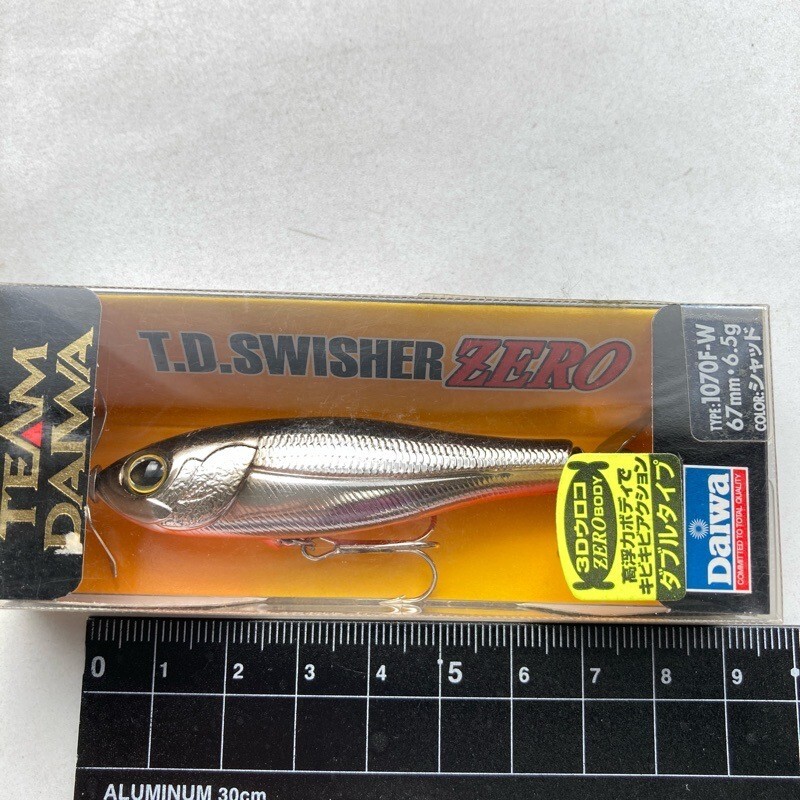 TEAM
DAIWA
T.D.SWISHER ZERO
TYPE: 1070F-W
67mm・6.5g
COLOR: シャッド
3Dウロコ
ZERO BODY
高浮力ボディで
キビキビアクション
ダブルタイプ
Daiwa
COMMITTED TO TOTAL QUALITY
0 1 2 3 4 5 6 7 8 9
ALUMINUM 30cm